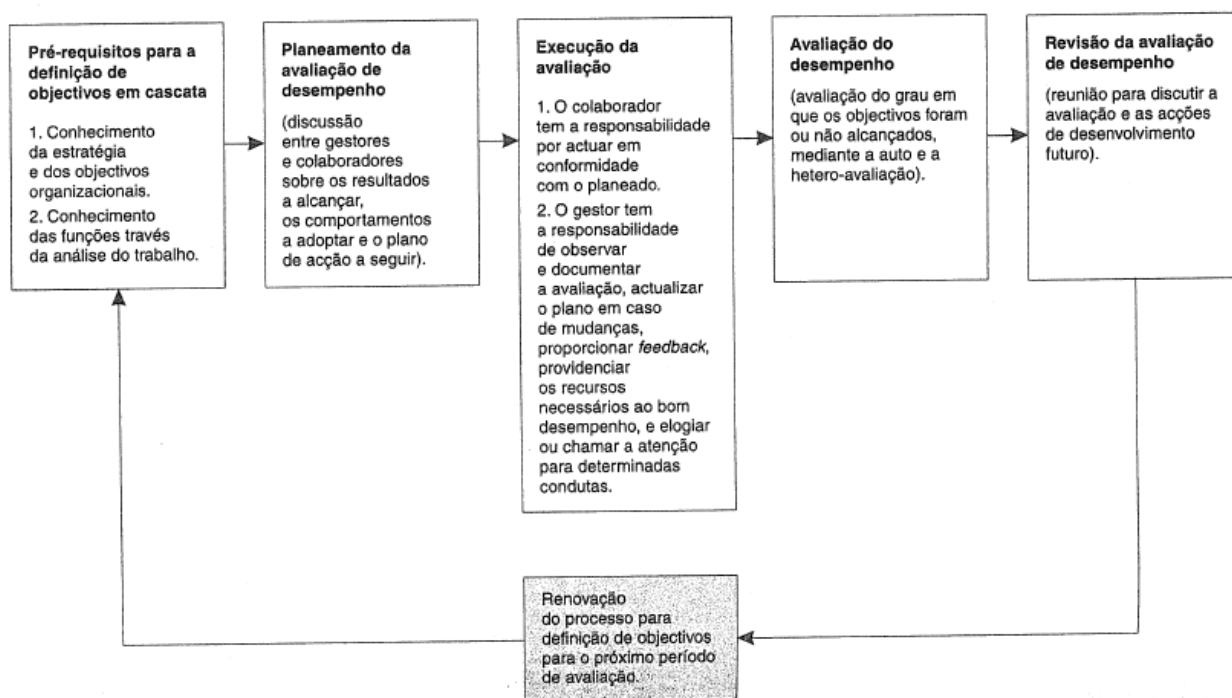 Pré-requisitos para a
definição de
objectivos em cascata
1. Conhecimento
da estratégia
e dos objectivos
organizacionais.
2. Conhecimento
das funções través
da análise do trabalho.
Planeamento da
avaliação de
desempenho
(discussão
entre gestores
e colaboradores
sobre os resultados
a alcançar,
os comportamentos
a adoptar e o plano
de acção a seguir).
Execução da
avaliação
1. O colaborador
tem a responsabilidade
por actuar em
conformidade
com o planeado.
2. O gestor tem
a responsabilidade
de observar
e documentar
a avaliação, actualizar
o plano em caso
de mudanças,
proporcionar feedback,
providenciar
os recursos
necessários ao bom
desempenho, e elogiar
ou chamar a atenção
para determinadas
condutas.
Avaliação do
desempenho
(avaliação do grau em
que os objectivos foram
ou não alcançados,
mediante a auto e a
hetero-avaliação).
Revisão da avaliação
de desempenho
(reunião para discutir a
avaliação e as acções
de desenvolvimento
futuro).
Renovação
do processo para
definição de objectivos
para o próximo período
de avaliação.